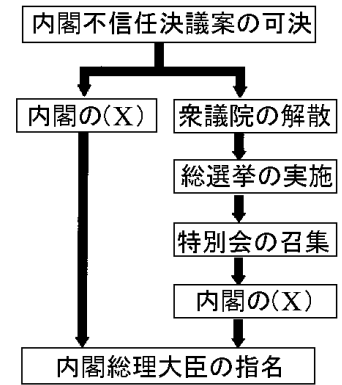 内閣不信任決議案の可決
内閣の(X)
衆議院の解散
総選挙の実施
特別会の召集
内閣の(X)
内閣総理大臣の指名